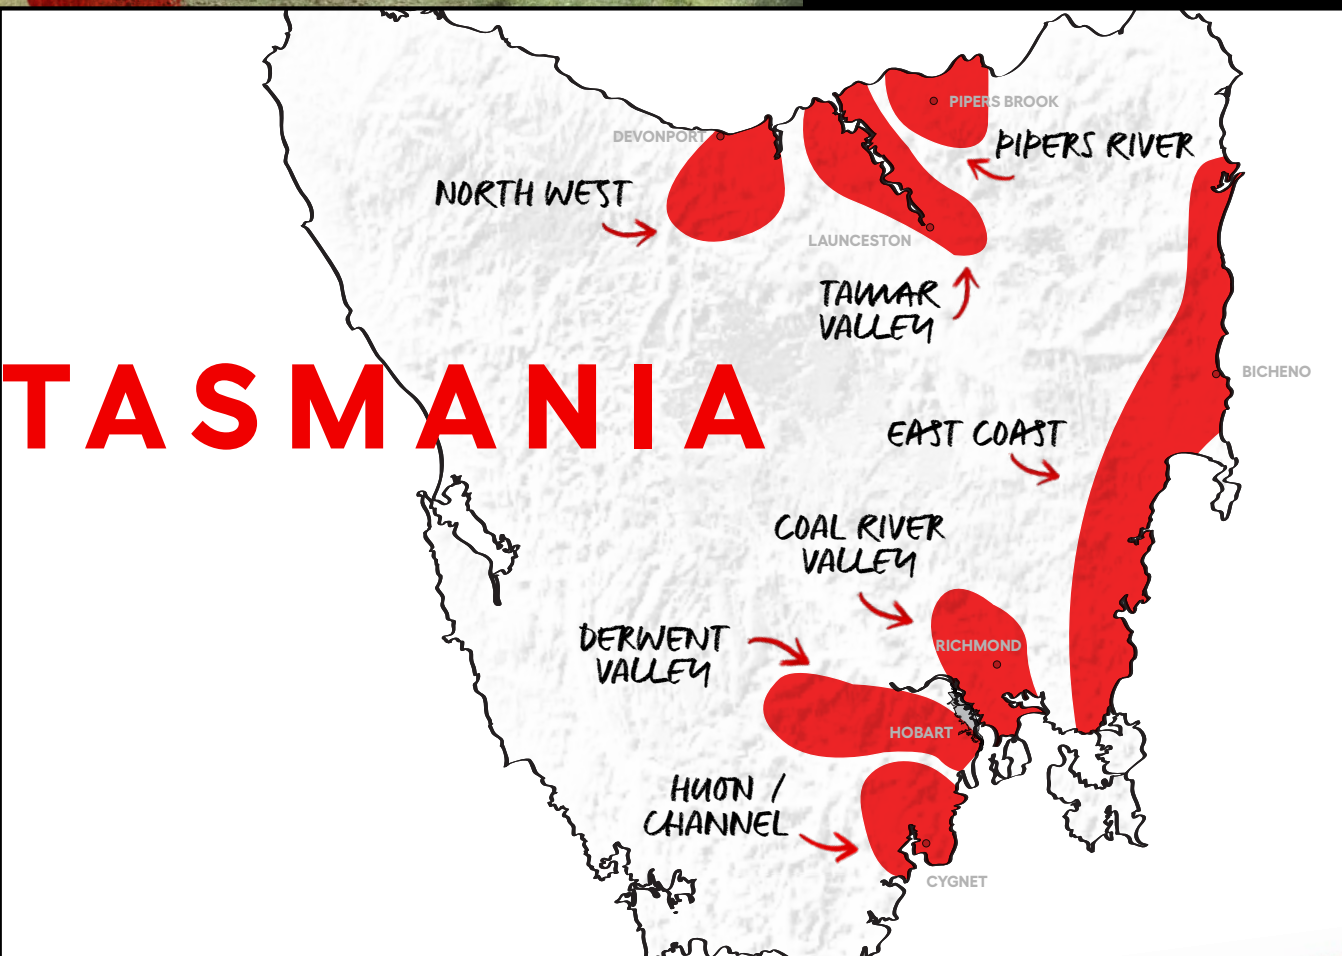 PIPERS BROOK
DEVONPORT
PIPERS RIVER
NORTH WEST
LAUNCESTON
TAMAR
VALLEY
TASMANIA
BICHENO
EAST COAST
COAL RIVER
VALLEY
RICHMOND
DERWENT
VALLEY
HOBART
HUON /
CHANNEL
CYGNET